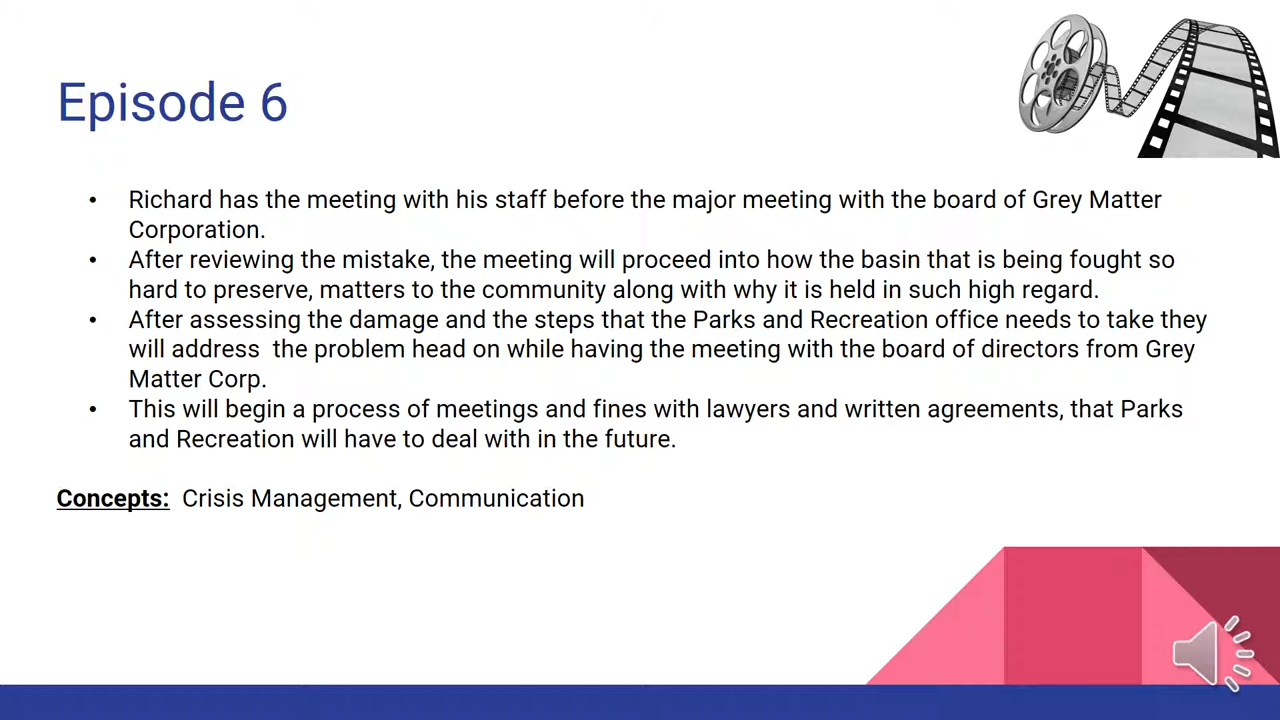 Episode 6
• Richard has the meeting with his staff before the major meeting with the board of Grey Matter
Corporation.
• After reviewing the mistake, the meeting will proceed into how the basin that is being fought so
hard to preserve, matters to the community along with why it is held in such high regard.
• After assessing the damage and the steps that the Parks and Recreation office needs to take they
will address  the problem head on while having the meeting with the board of directors from Grey
Matter Corp.
• This will begin a process of meetings and fines with lawyers and written agreements, that Parks
and Recreation will have to deal with in the future.
Concepts:  Crisis Management, Communication